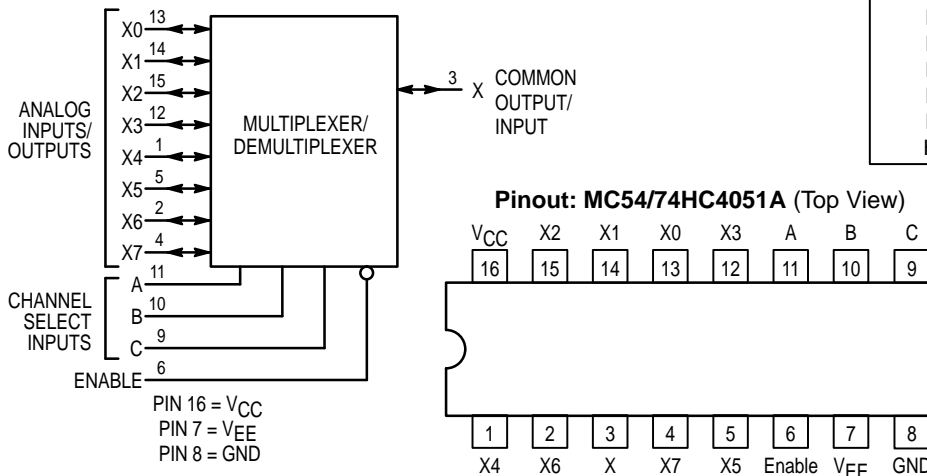 X0 13
X1 14
X2 15
X3 12
X4 1
X5 5
X6 2
X7 4
ANALOG
INPUTS/
OUTPUTS
MULTIPLEXER/
DEMULTIPLEXER
3 X COMMON
OUTPUT/
INPUT
A 11
B 10
C 9
CHANNEL
SELECT
INPUTS
ENABLE 6
PIN 16 = VCC
PIN 7 = VEE
PIN 8 = GND
Pinout: MC54/74HC4051A (Top View)
VCC X2 X1 X0 X3 A B C
16 15 14 13 12 11 10 9
1 2 3 4 5 6 7 8
X4 X6 X X7 X5 Enable VEE GND